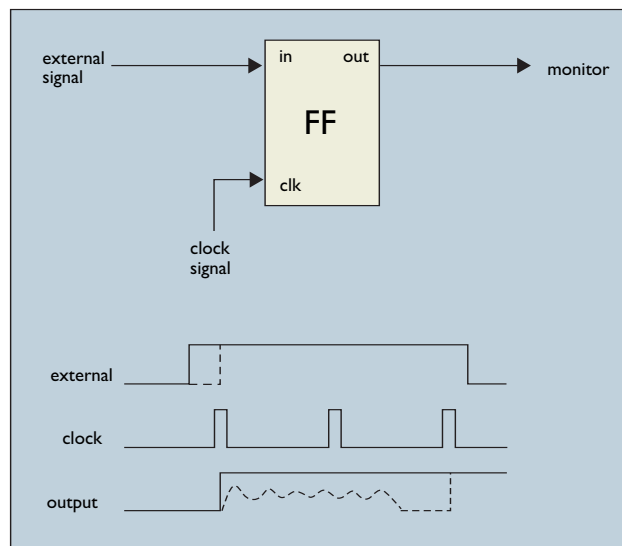 external
signal
in
out
monitor
FF
clk
clock
signal
external
clock
output